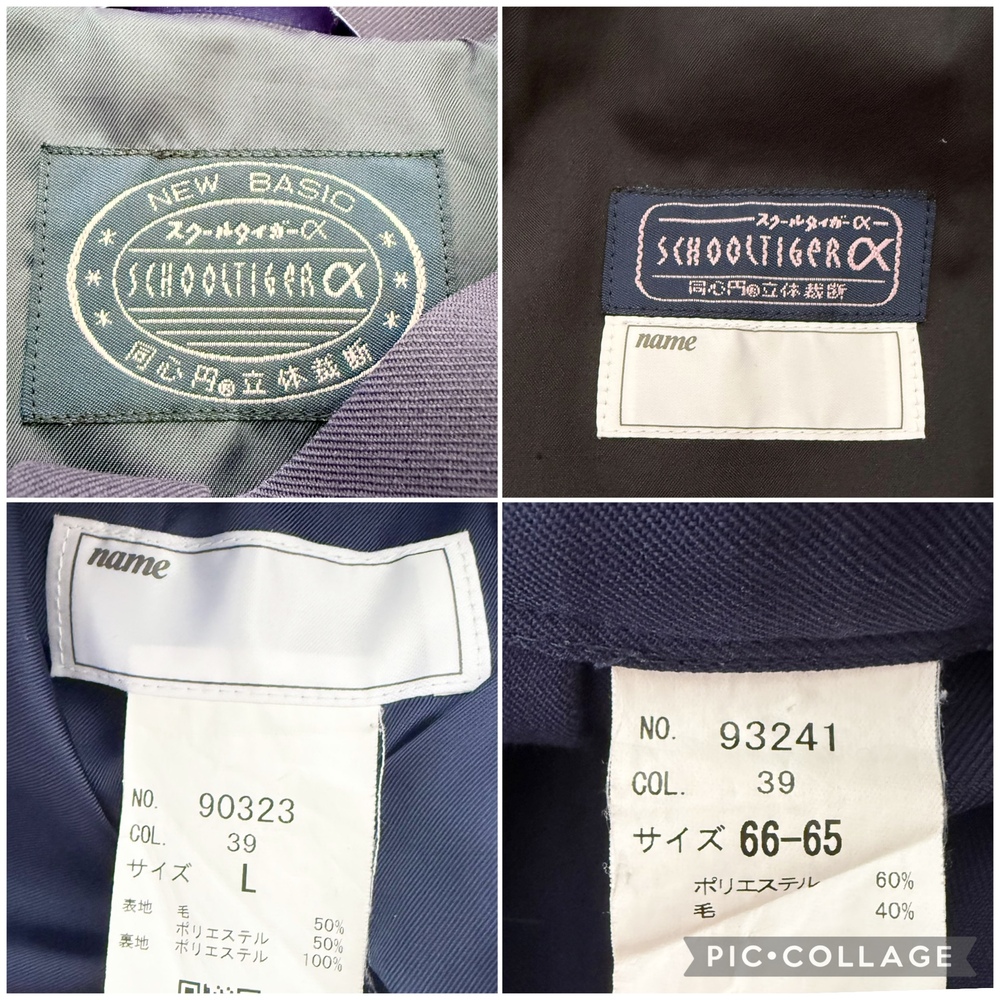 NEW BASIC
スクールタイガーα
SCHOOLTIGER α
同心円®立体裁断
スクールタイガーα
SCHOOLTIGER α
同心円®立体裁断
name
name
NO. 90323
COL. 39
サイズ L
表地 毛 50%
ポリエステル 50%
裏地 ポリエステル 100%
NO. 93241
COL. 39
サイズ 66-65
ポリエステル 60%
毛 40%
PIC•COLLAGE